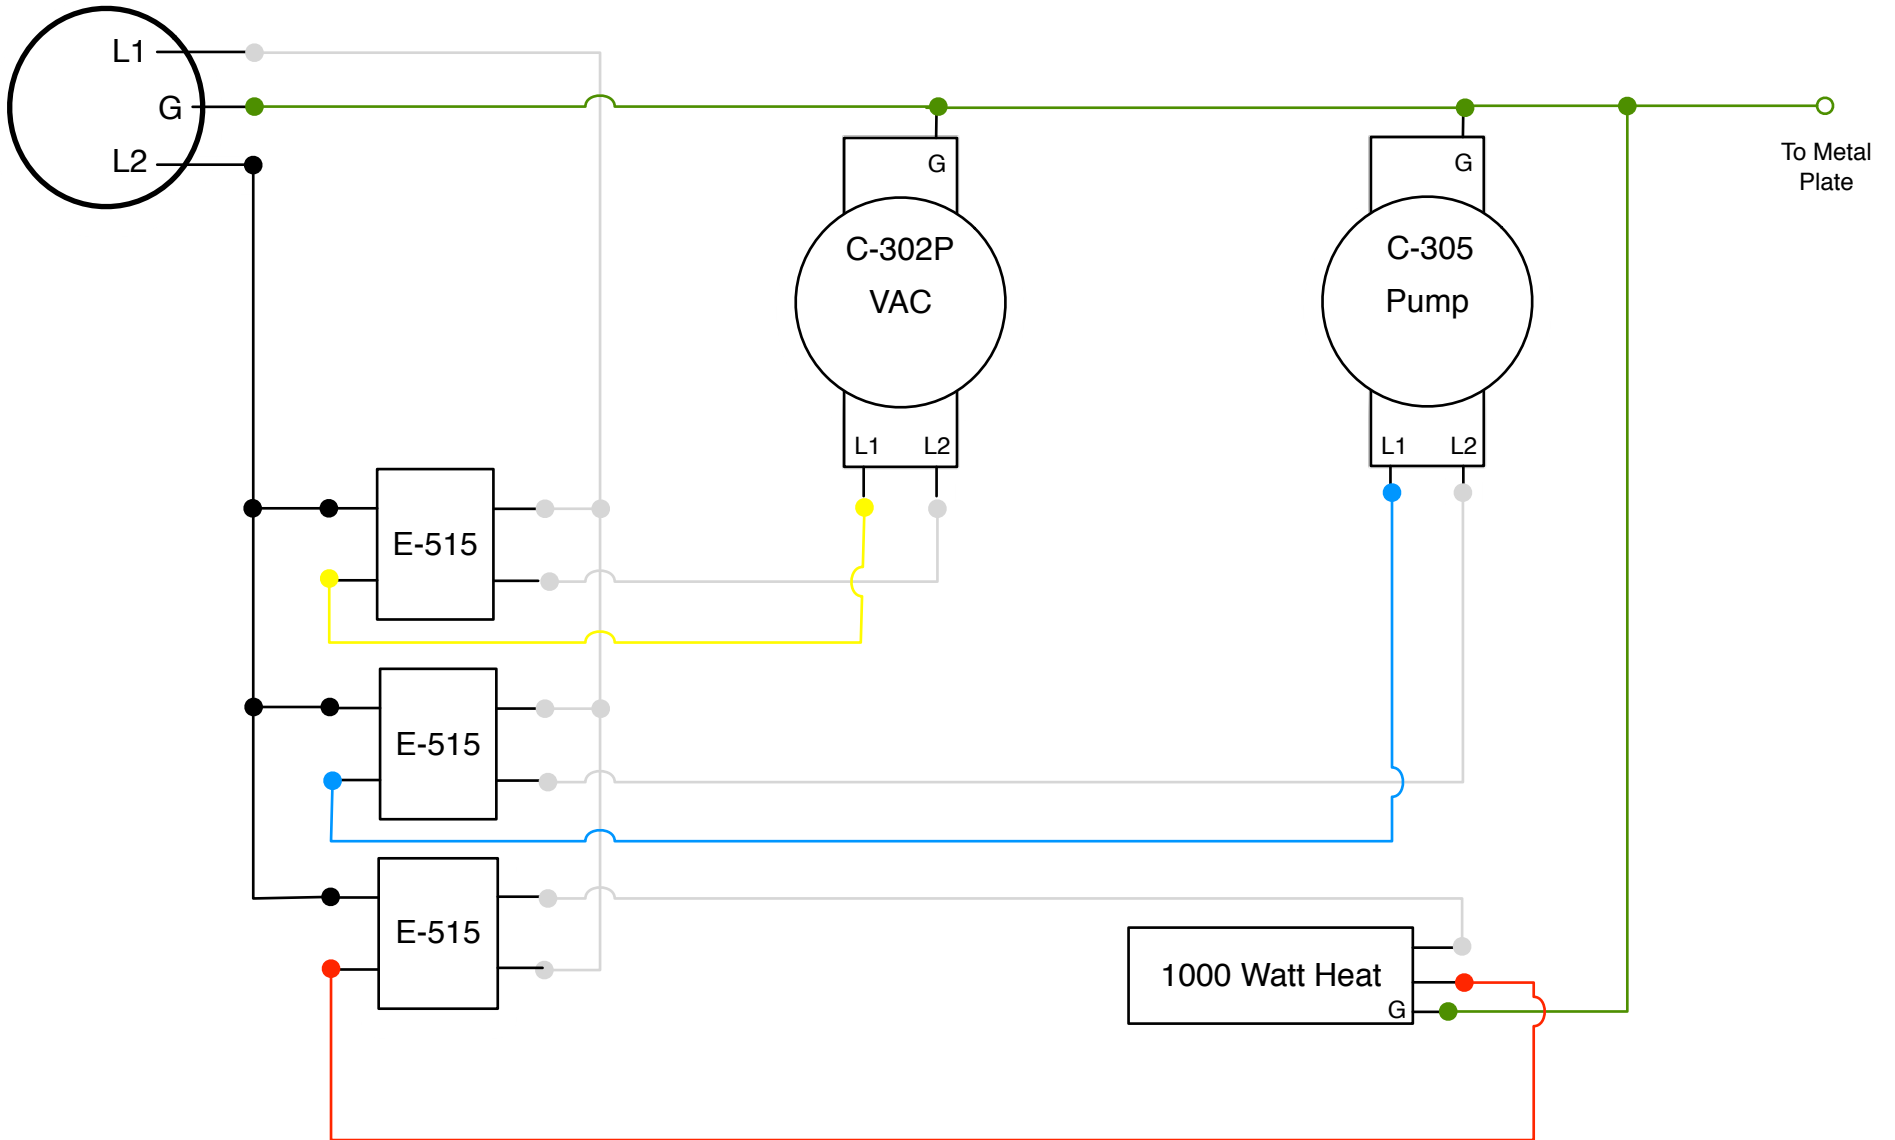 L1
G
L2
G
C-302P
VAC
L1 L2
G
C-305
Pump
L1 L2
To Metal
Plate
E-515
E-515
E-515
1000 Watt Heat
G